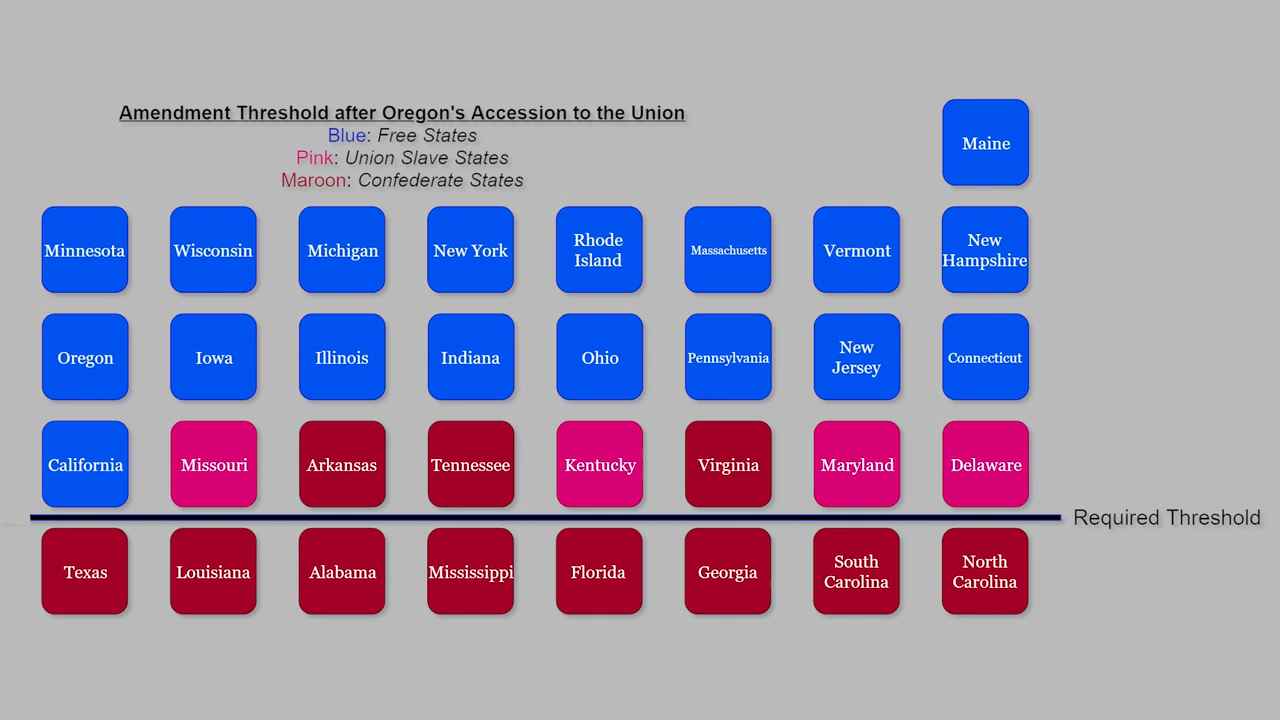 Amendment Threshold after Oregon's Accession to the Union
Blue: Free States
Pink: Union Slave States
Maroon: Confederate States
Maine
Minnesota
Wisconsin
Michigan
New York
Rhode
Island
Massachusetts
Vermont
New
Hampshire
Oregon
Iowa
Illinois
Indiana
Ohio
Pennsylvania
New
Jersey
Connecticut
California
Missouri
Arkansas
Tennessee
Kentucky
Virginia
Maryland
Delaware
Required Threshold
Texas
Louisiana
Alabama
Mississippi
Florida
Georgia
South
Carolina
North
Carolina